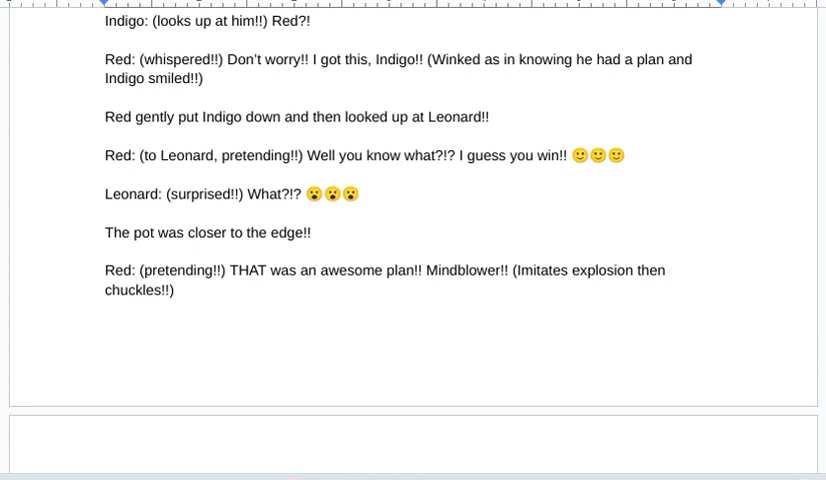 Indigo: (looks up at him!!) Red?!
Red: (whispered!!) Don’t worry!! I got this, Indigo!! (Winked as in knowing he had a plan and
Indigo smiled!!)
Red gently put Indigo down and then looked up at Leonard!!
Red: (to Leonard, pretending!!) Well you know what?!? I guess you win!! 🙂🙂🙂
Leonard: (surprised!!) What?!? 😮😮😮
The pot was closer to the edge!!
Red: (pretending!!) THAT was an awesome plan!! Mindblower!! (Imitates explosion then
chuckles!!)